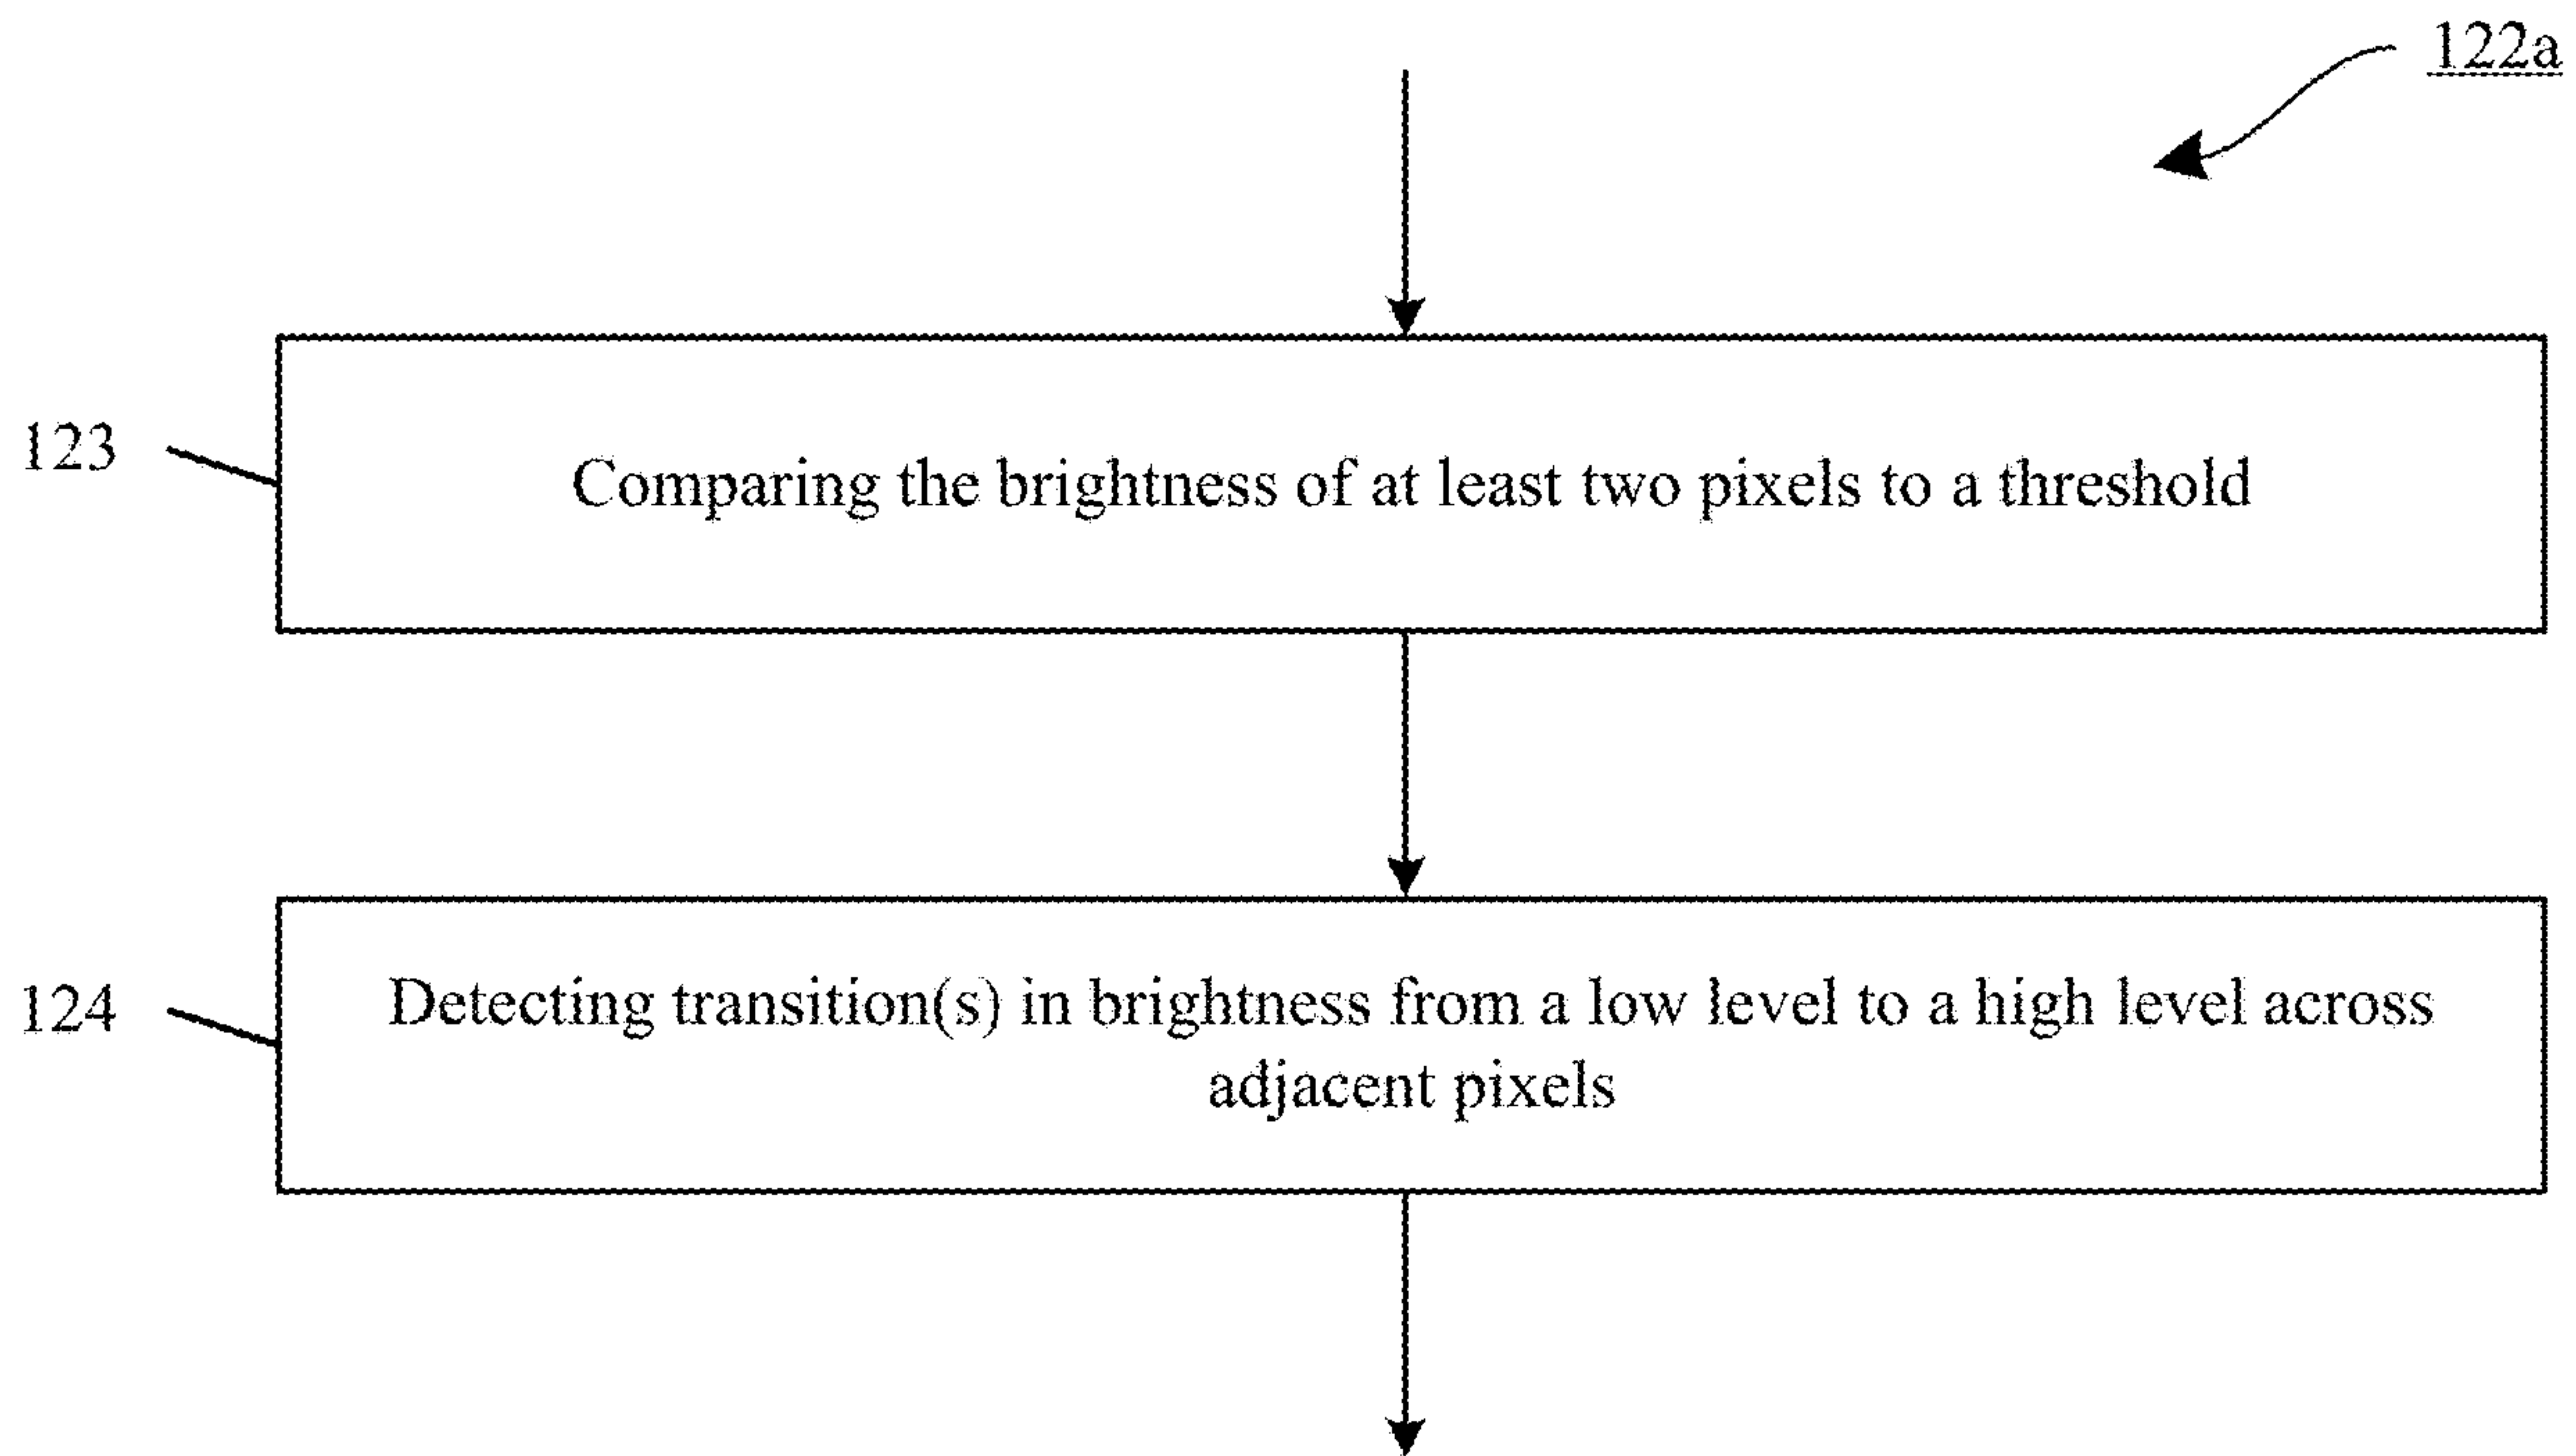 122a
123
Comparing the brightness of at least two pixels to a threshold
124
Detecting transition(s) in brightness from a low level to a high level across
adjacent pixels